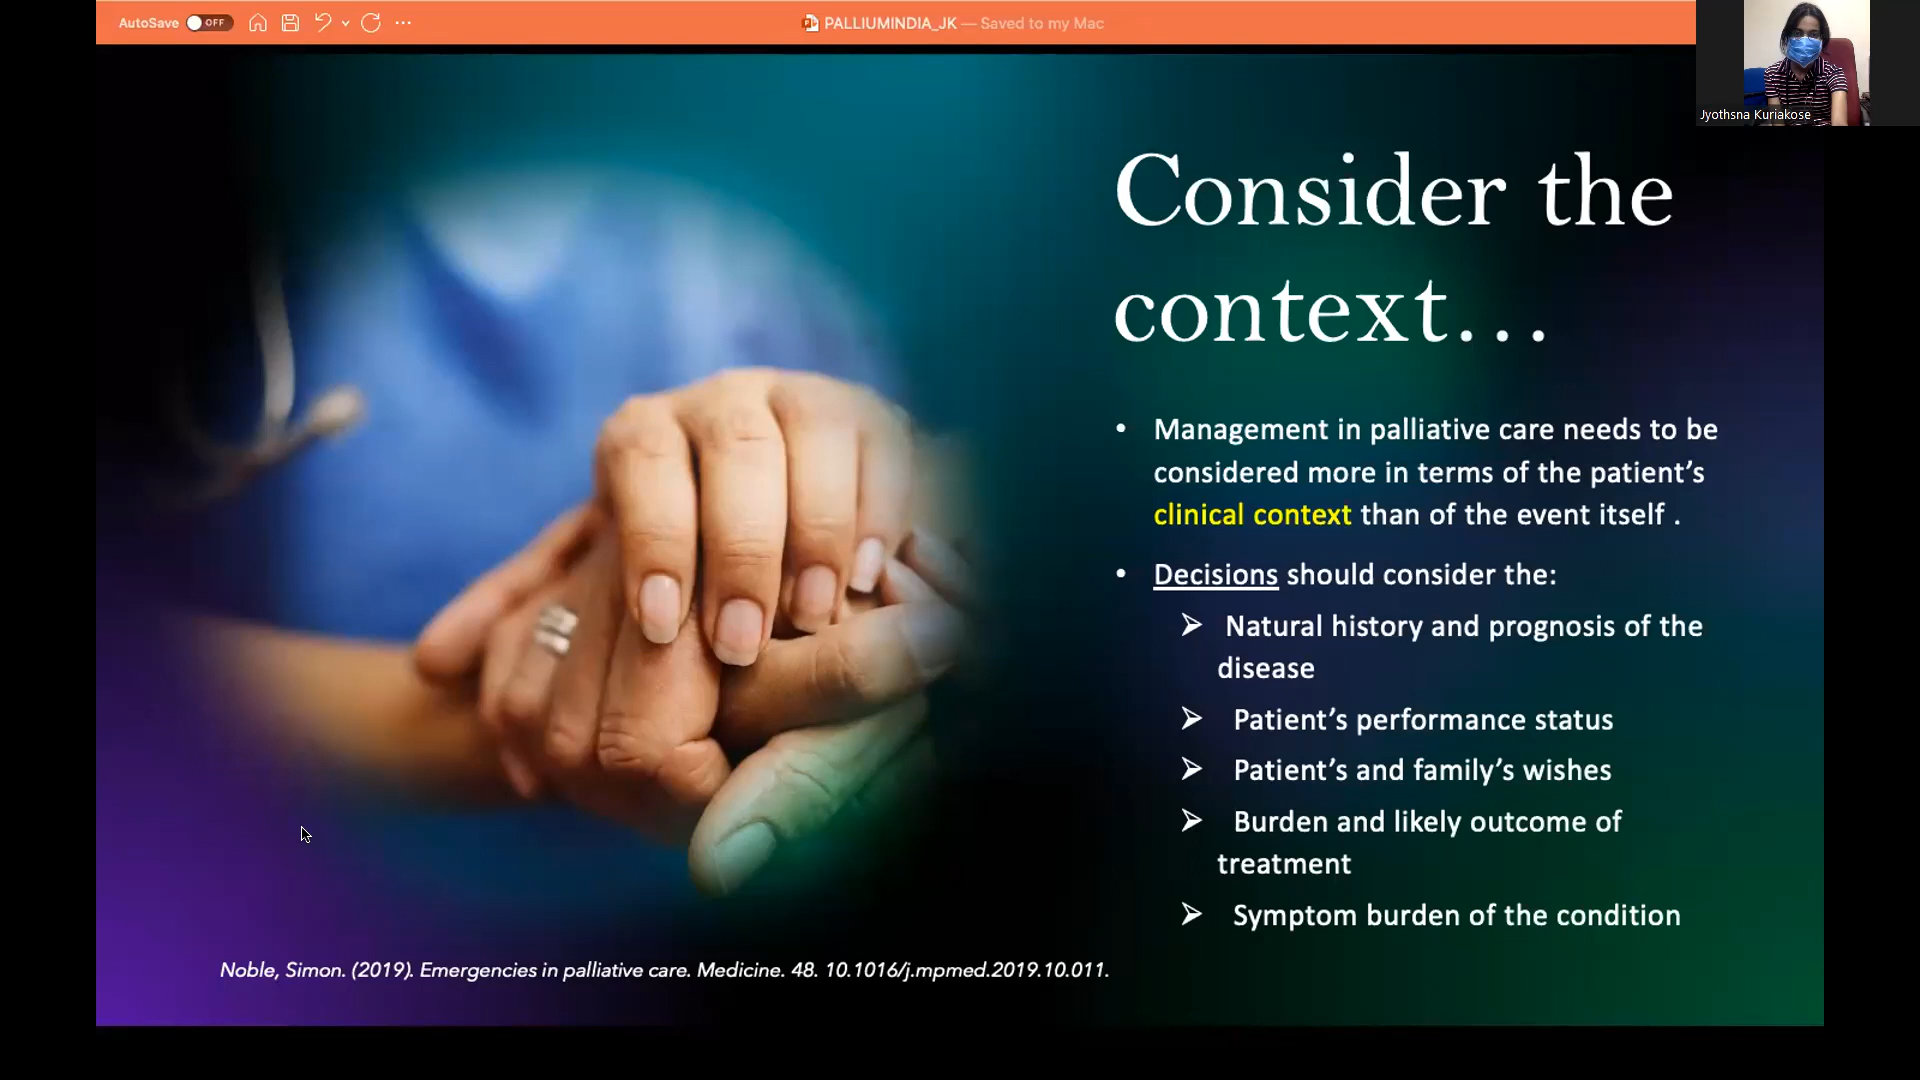 AutoSave OFF
PALLIUMINDIA_JK — Saved to my Mac
Jyothsna Kuriakose
Consider the
context...
• Management in palliative care needs to be
considered more in terms of the patient’s
clinical context than of the event itself .
• Decisions should consider the:
➢ Natural history and prognosis of the
disease
➢ Patient’s performance status
➢ Patient’s and family’s wishes
➢ Burden and likely outcome of
treatment
➢ Symptom burden of the condition
Noble, Simon. (2019). Emergencies in palliative care. Medicine. 48. 10.1016/j.mpmed.2019.10.011.